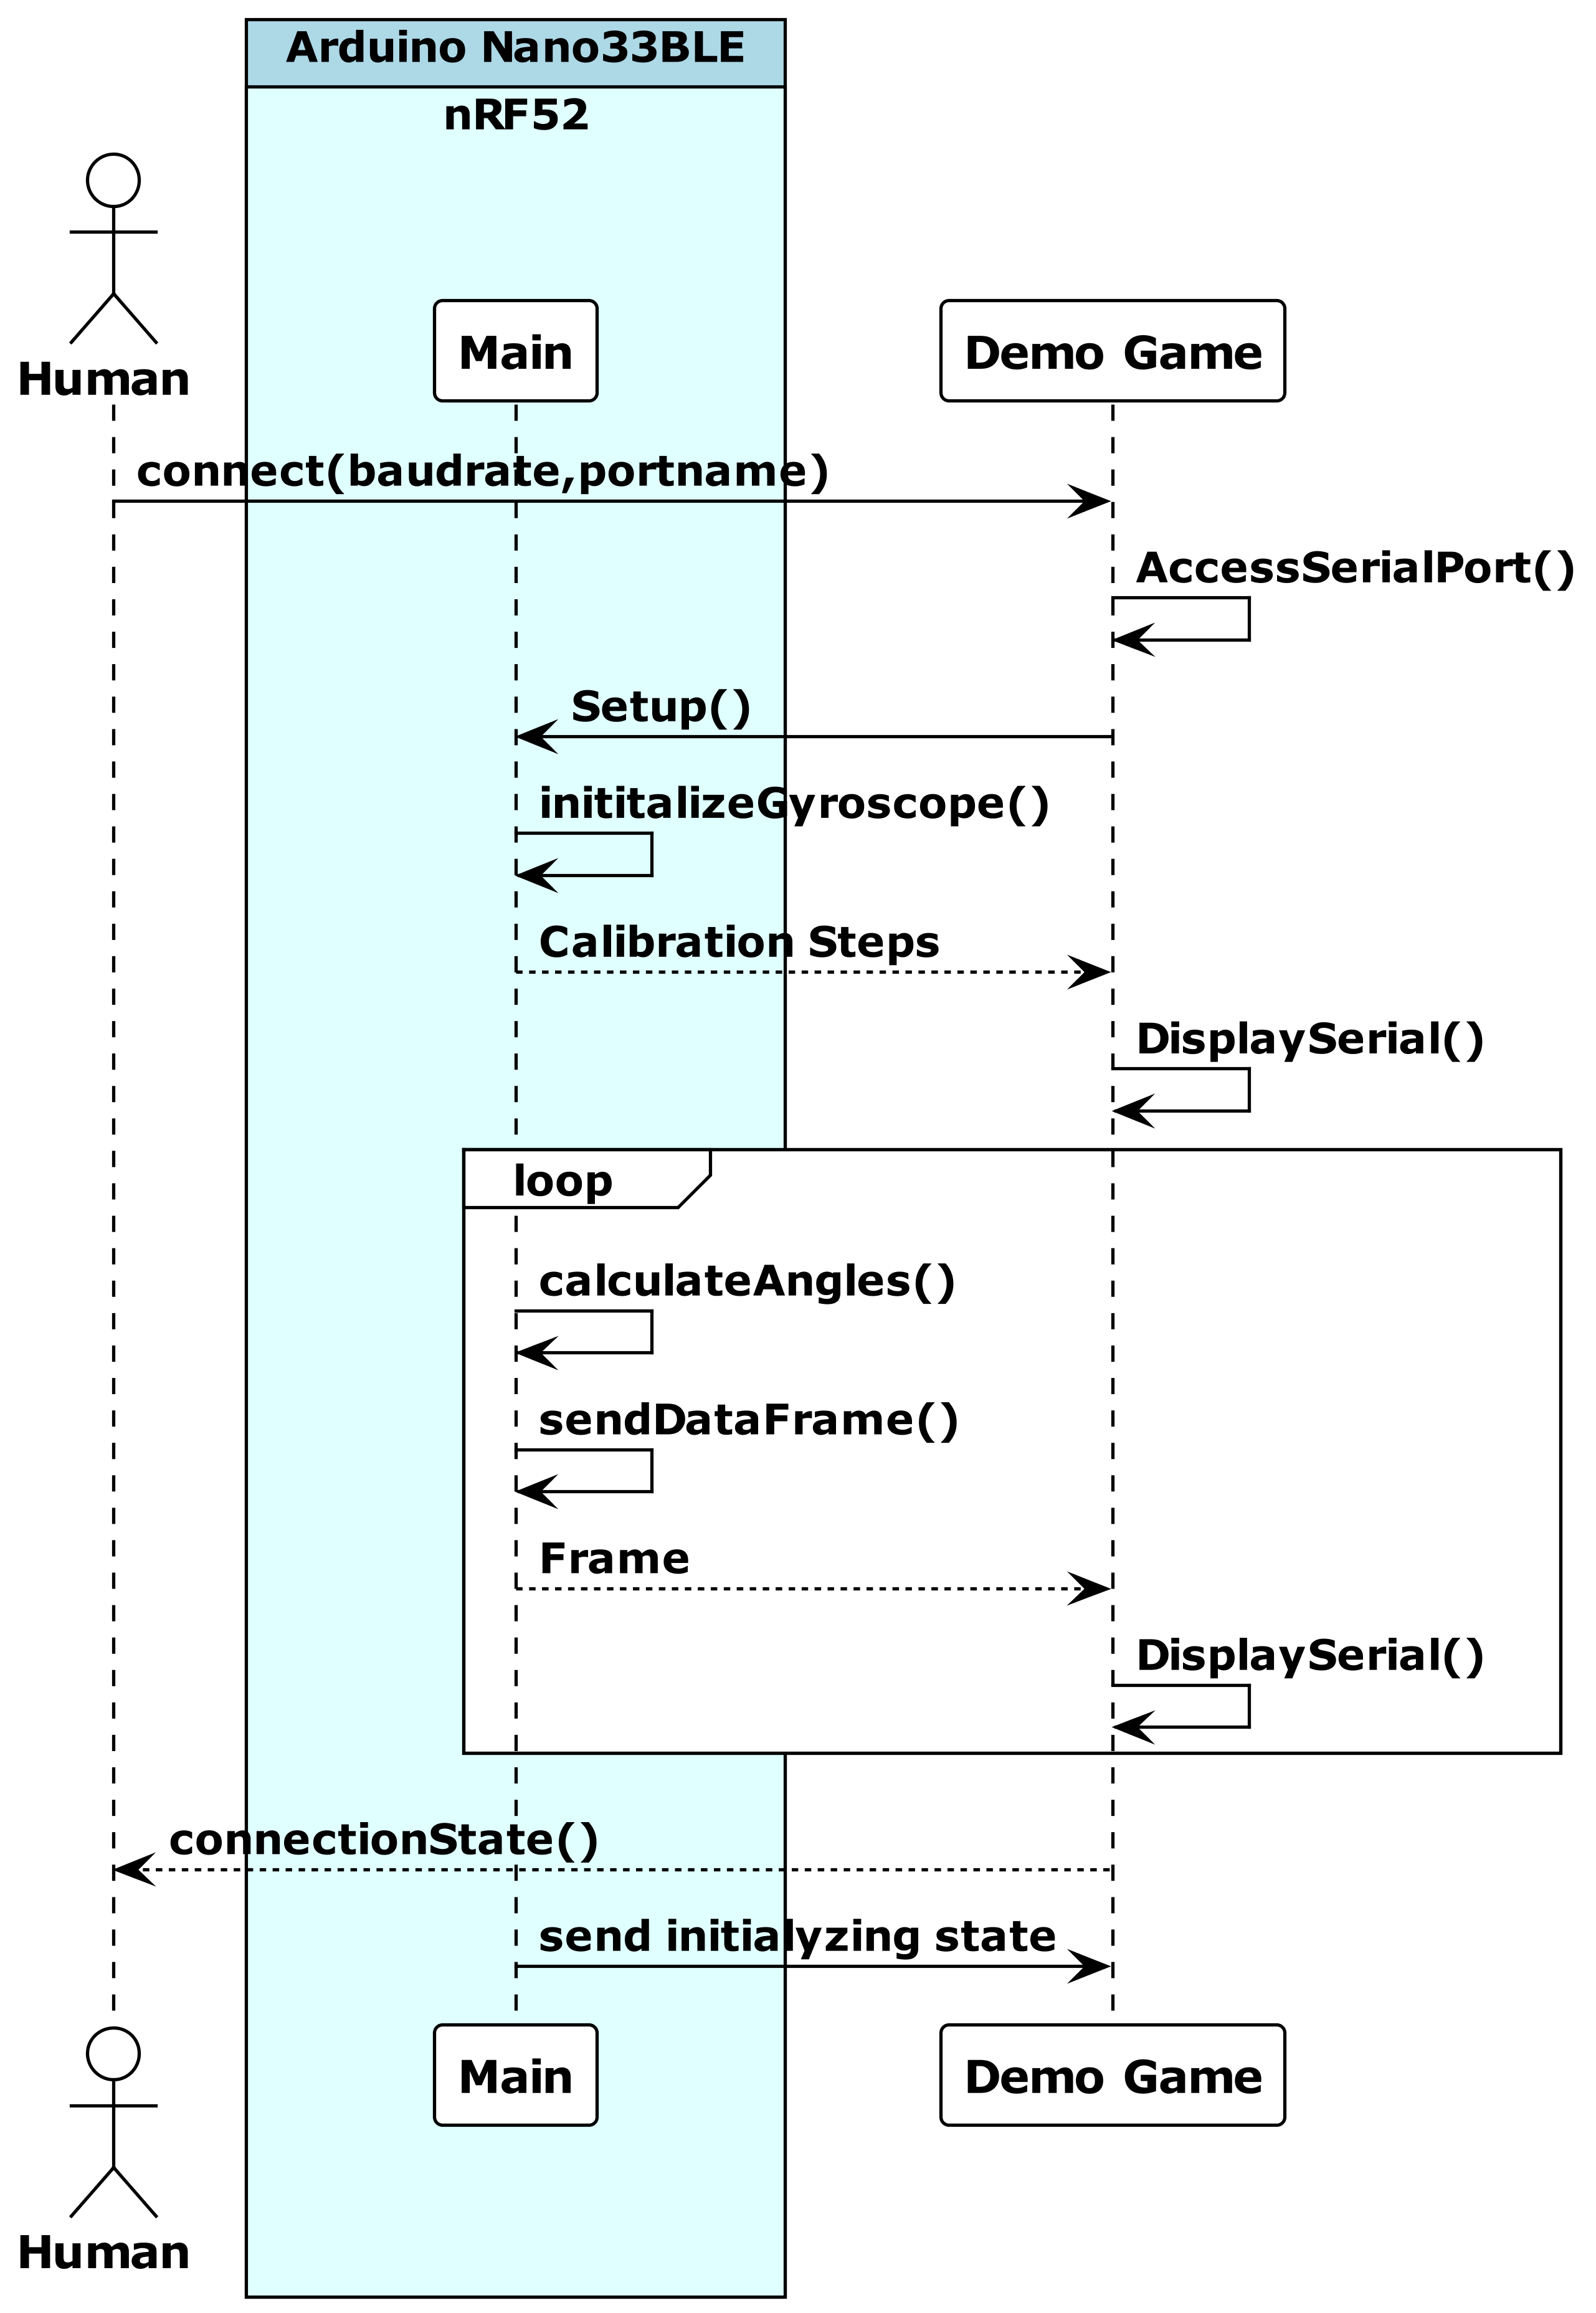 Arduino Nano33BLE
nRF52
Human
Main
Demo Game
connect(baudrate,portname)
AccessSerialPort()
Setup()
inititalizeGyroscope()
Calibration Steps
DisplaySerial()
loop
calculateAngles()
sendDataFrame()
Frame
DisplaySerial()
connectionState()
send initialyzing state
Main
Demo Game
Human